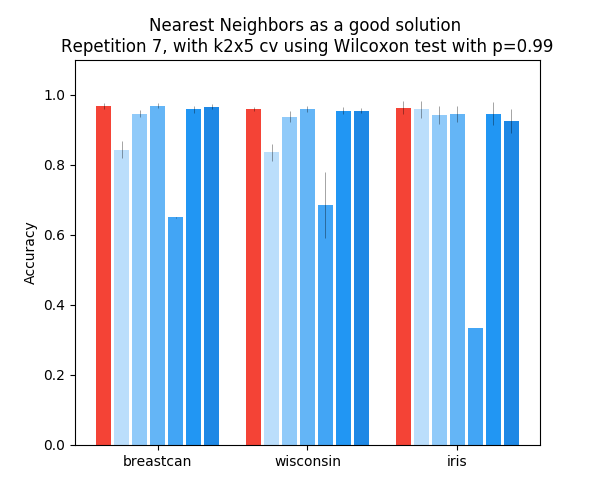 Nearest Neighbors as a good solution
Repetition 7, with k2x5 cv using Wilcoxon test with p=0.99
Accuracy
1.0
0.8
0.6
0.4
0.2
0.0
breastcan wisconsin iris